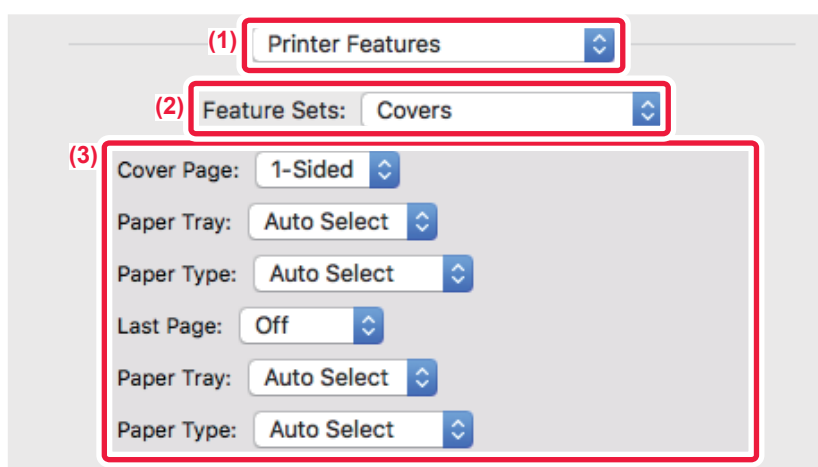 (1) Printer Features
(2) Feature Sets: Covers
(3)
Cover Page: 1-Sided
Paper Tray: Auto Select
Paper Type: Auto Select
Last Page: Off
Paper Tray: Auto Select
Paper Type: Auto Select